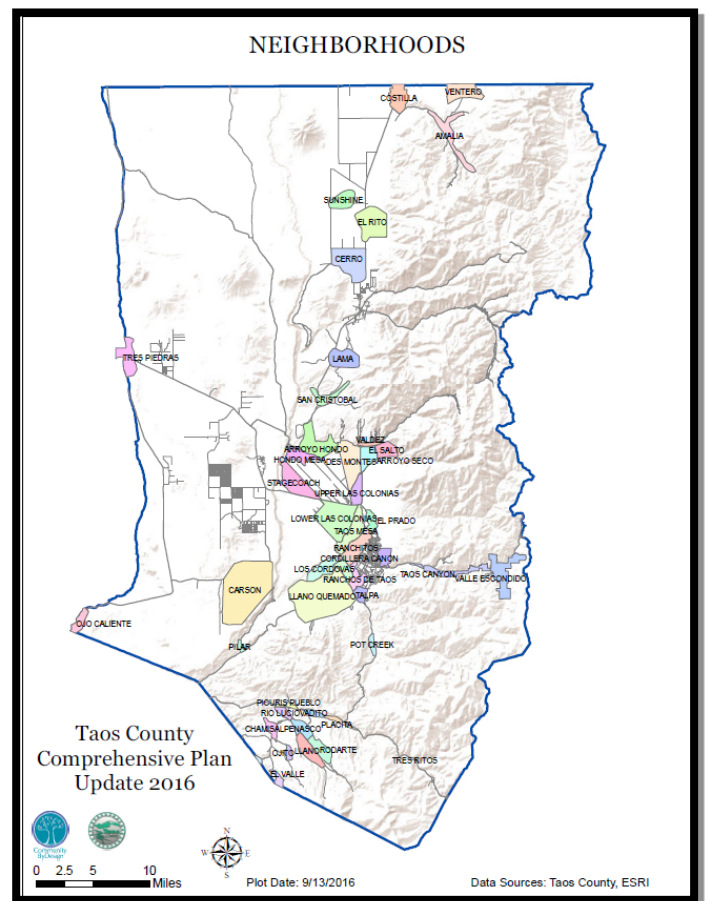 NEIGHBORHOODS
COSTILLA
VENTERO
AMALIA
SUNSHINE
EL RITO
CERRO
TRES PIEDRAS
LAMA
SAN CRISTOBAL
VALDEZ
ARROYO HONDO
EL SALTO
HONDO MESA
DES MONTES
ARROYO SECO
STAGECOACH
UPPER LAS COLONIAS
LOWER LAS COLONIAS
EL PRADO
TAOS MESA
RANCHITOS
CORDILLERA
CANON
LOS CORDOVAS
TAOS CANYON
RANCHOS DE TAOS
VALLE ESCONDIDO
CARSON
LLANO QUEMADO
TALPA
OJO CALIENTE
PILAR
POT CREEK
PICURIS PUEBLO
RIO LUCIO
VADITO
PLACITA
CHAMISAL
PENASCO
OJITO
LLANO
RODARTE
TRES RITOS
EL VALLE
Taos County
Comprehensive Plan
Update 2016
Community
ByDesign
N
W
E
S
0 2.5 5 10
Miles
Plot Date: 9/13/2016
Data Sources: Taos County, ESRI